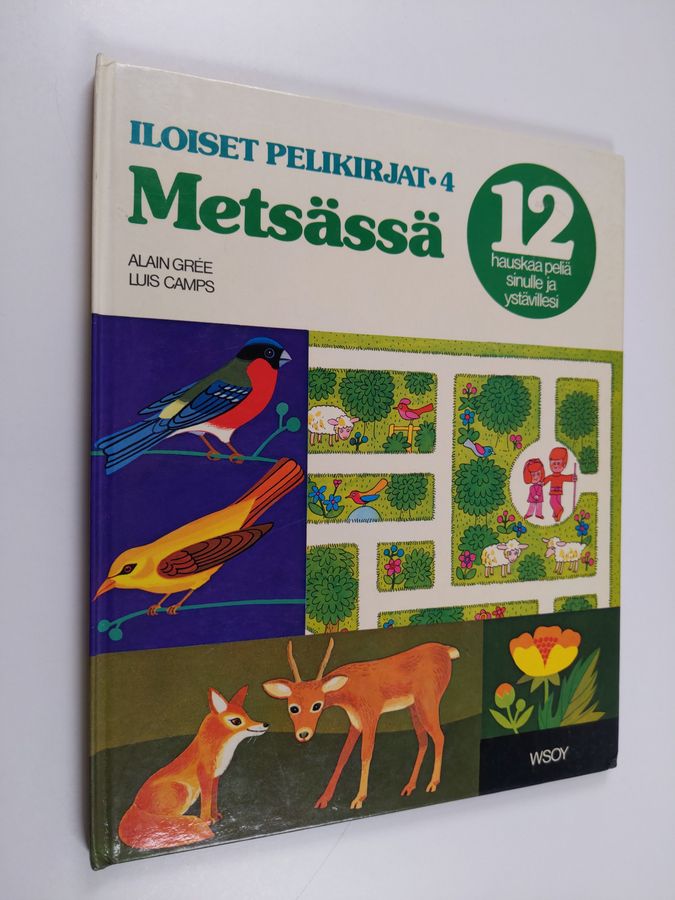 ILOISET PELIKIRJAT • 4
Metsässä
ALAIN GRÉE
LUIS CAMPS
12
hauskaa peliä
sinulle ja
ystävillesi
WSOY